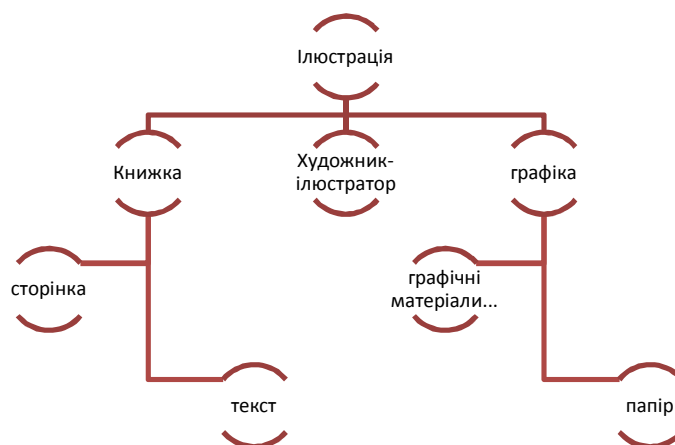 Ілюстрація
Книжка
Художник-
ілюстратор
графіка
сторінка
графічні
матеріали...
текст
папір